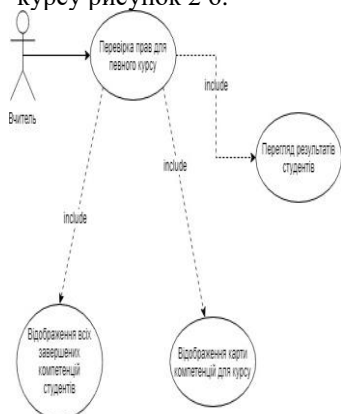 курсу рисунок 2 б.
Перевірка прав для
певного курсу
Вчитель
include
Перегляд результатів
студентів
include
include
Відображення всіх
завершених
компетенцій
студентів
Відображення карти
компетенцій для курсу